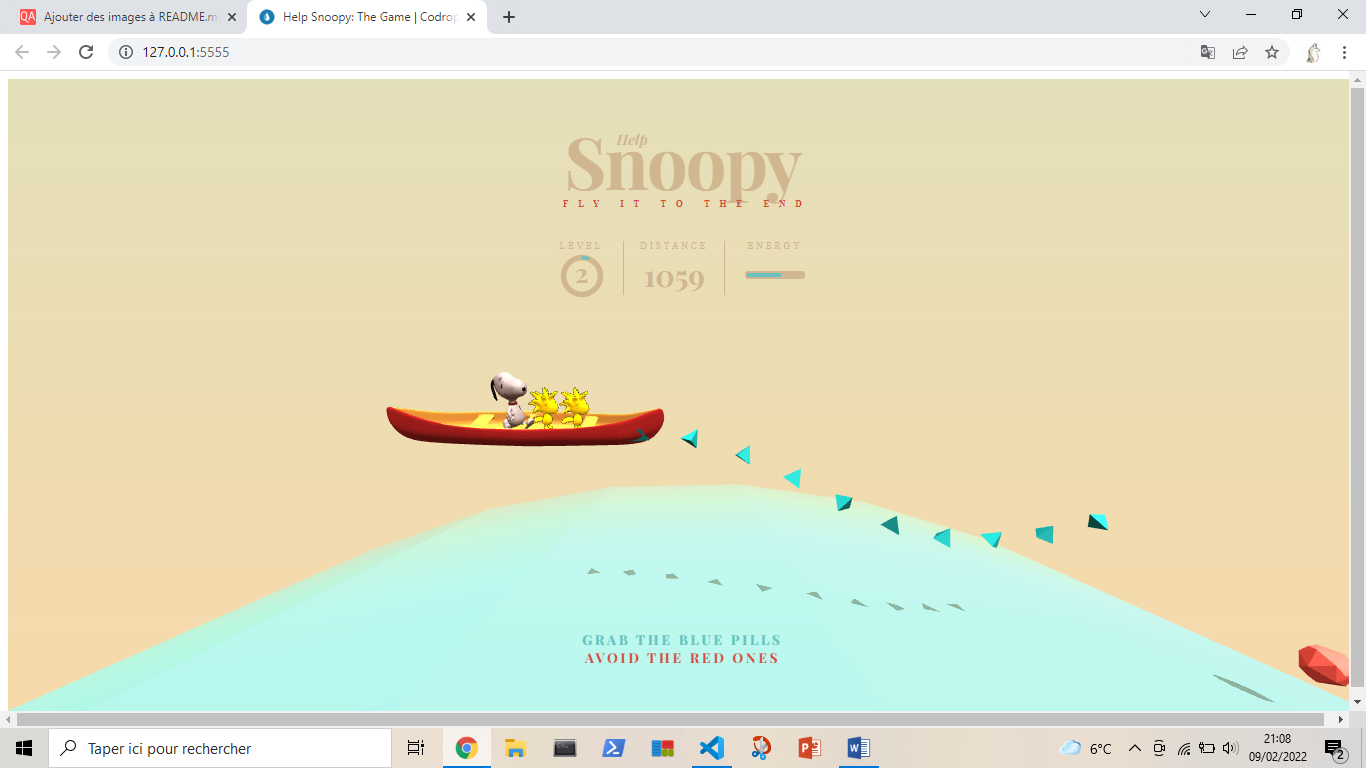 QA Ajouter des images à README.m
Help Snoopy: The Game | Codrop
127.0.0.1:5555
Help
Snoopy
FLY IT TO THE END
LEVEL DISTANCE ENERGY
2 1059
GRAB THE BLUE PILLS
AVOID THE RED ONES
Taper ici pour rechercher
6°C
21:08
09/02/2022
2